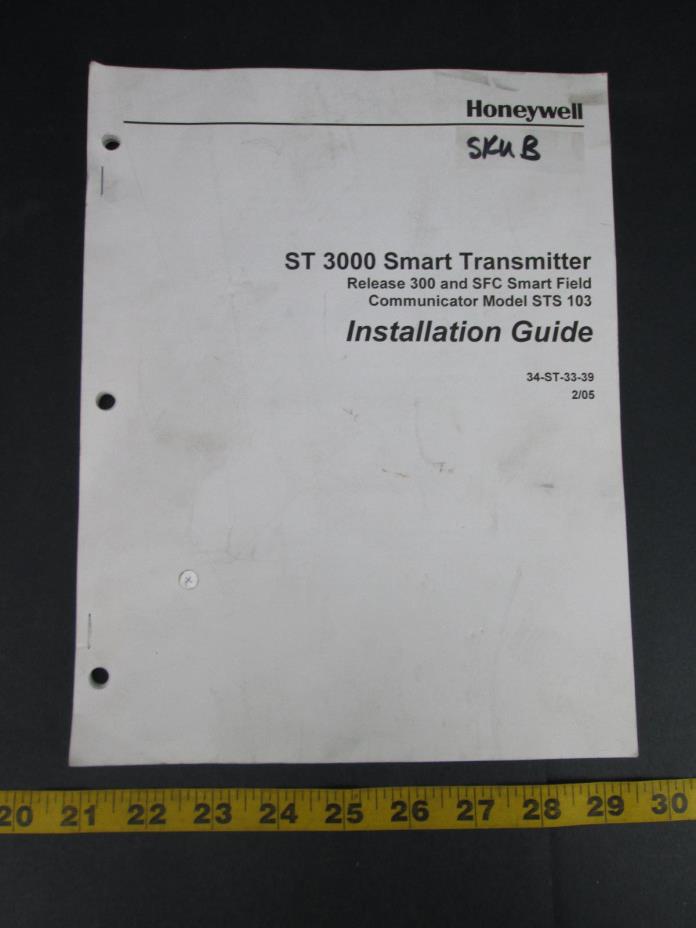 Honeywell
SKU B
ST 3000 Smart Transmitter
Release 300 and SFC Smart Field
Communicator Model STS 103
Installation Guide
34-ST-33-39
2/05
x
20 21 22 23 24 25 26 27 28 29 30